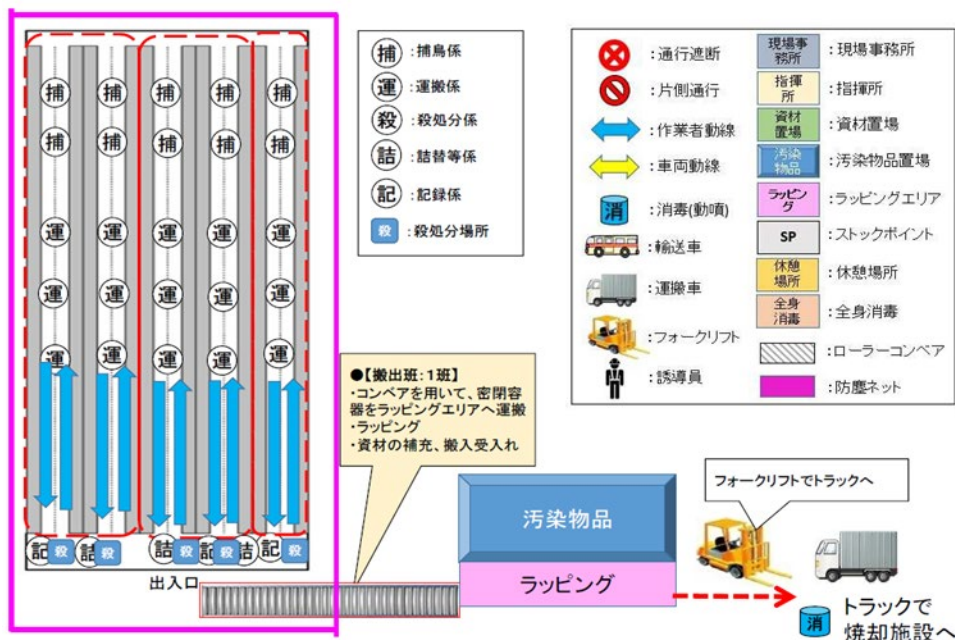 捕 捕 捕 捕 捕
捕 捕 捕 捕 捕
運 運 運 運 運
運 運 運 運 運
運 運 運 運 運
記 殺 詰 殺 詰 殺 記 殺 詰 記 殺
出入口
捕 :捕鳥係
運 :運搬係
殺 :殺処分係
詰 :詰替等係
記 :記録係
殺 :殺処分場所
:通行遮断
:片側通行
:作業者動線
:車両動線
消 :消毒(動噴)
:輸送車
:運搬車
:フォークリフト
:誘導員
現場事
務所 :現場事務所
指揮
所 :指揮所
資材
置場 :資材置場
汚染
物品 :汚染物品置場
ラッピン
グ :ラッピングエリア
SP :ストックポイント
休憩
場所 :休憩場所
全身
消毒 :全身消毒
:ローラーコンベア
:防塵ネット
●【搬出班:1班】
・コンベアを用いて、密閉容
器をラッピングエリアへ運搬
・ラッピング
・資材の補充、搬入受入れ
汚染物品
ラッピング
フォークリフトでトラックへ
消
トラックで
焼却施設へ